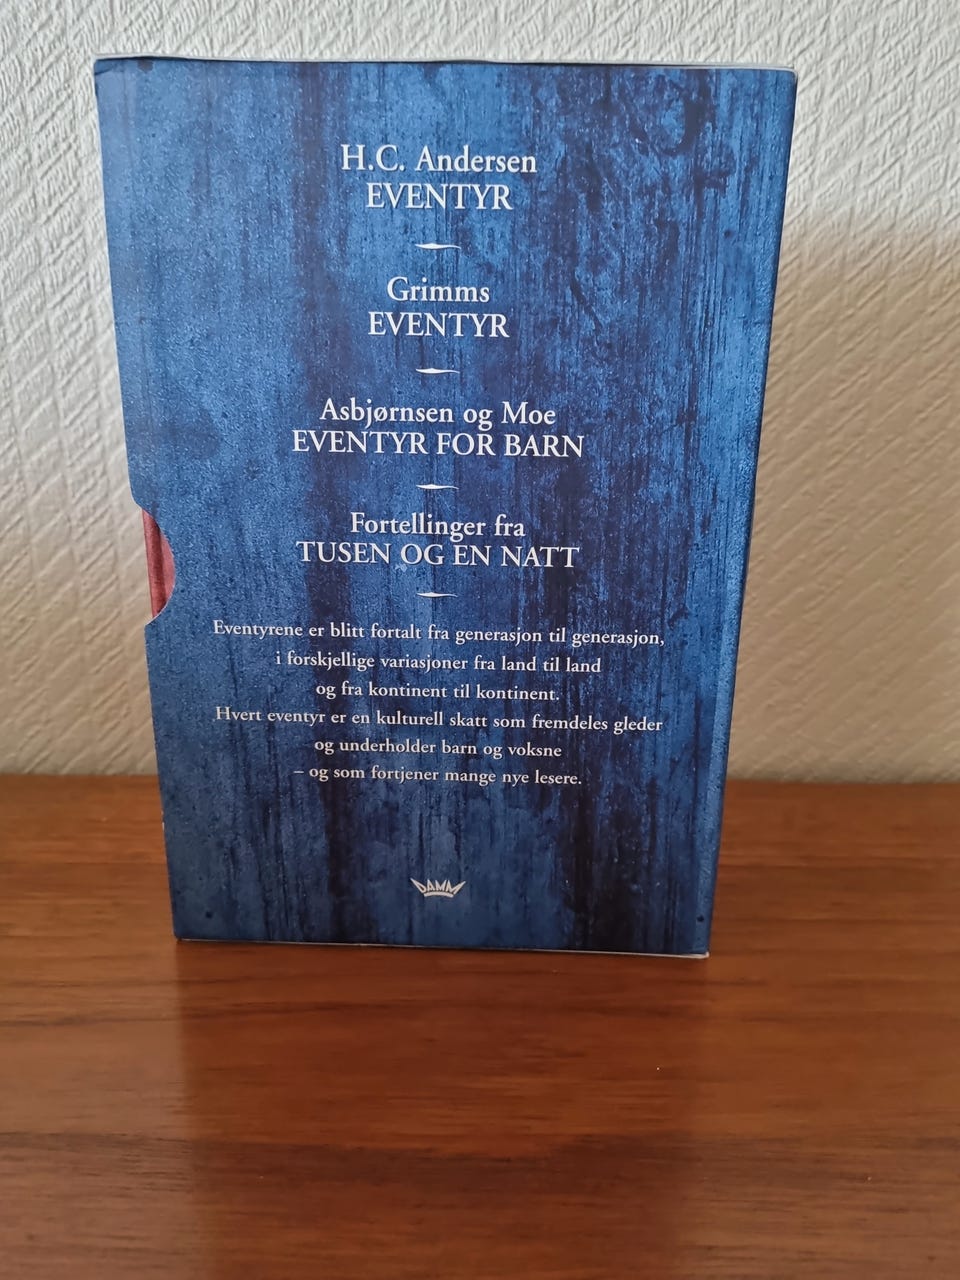 H.C. Andersen
EVENTYR
Grimms
EVENTYR
Asbjørnsen og Moe
EVENTYR FOR BARN
Fortellinger fra
TUSEN OG EN NATT
Eventyrene er blitt fortalt fra generasjon til generasjon,
i forskjellige variasjoner fra land til land
og fra kontinent til kontinent.
Hvert eventyr er en kulturell skatt som fremdeles gleder
og underholder barn og voksne
– og som fortjener mange nye lesere.
DAMM